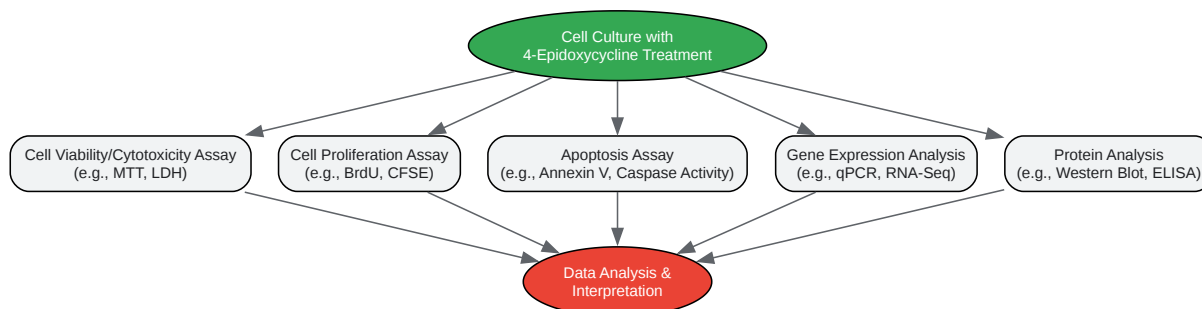 Cell Culture with
4-Epidoxycycline Treatment
Cell Viability/Cytotoxicity Assay
(e.g., MTT, LDH)
Cell Proliferation Assay
(e.g., BrdU, CFSE)
Apoptosis Assay
(e.g., Annexin V, Caspase Activity)
Gene Expression Analysis
(e.g., qPCR, RNA-Seq)
Protein Analysis
(e.g., Western Blot, ELISA)
Data Analysis &
Interpretation